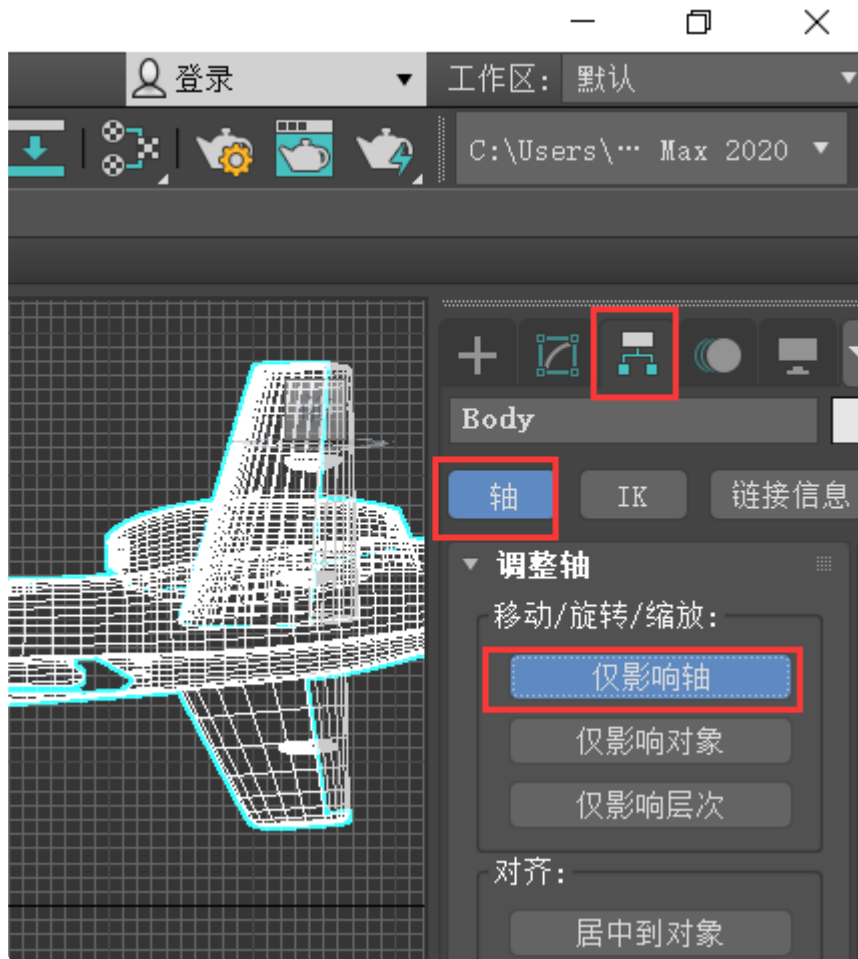 登录 工作区: 默认
C:\Users\… Max 2020
Body
轴 IK 链接信息
调整轴
移动/旋转/缩放:
仅影响轴
仅影响对象
仅影响层次
对齐:
居中到对象